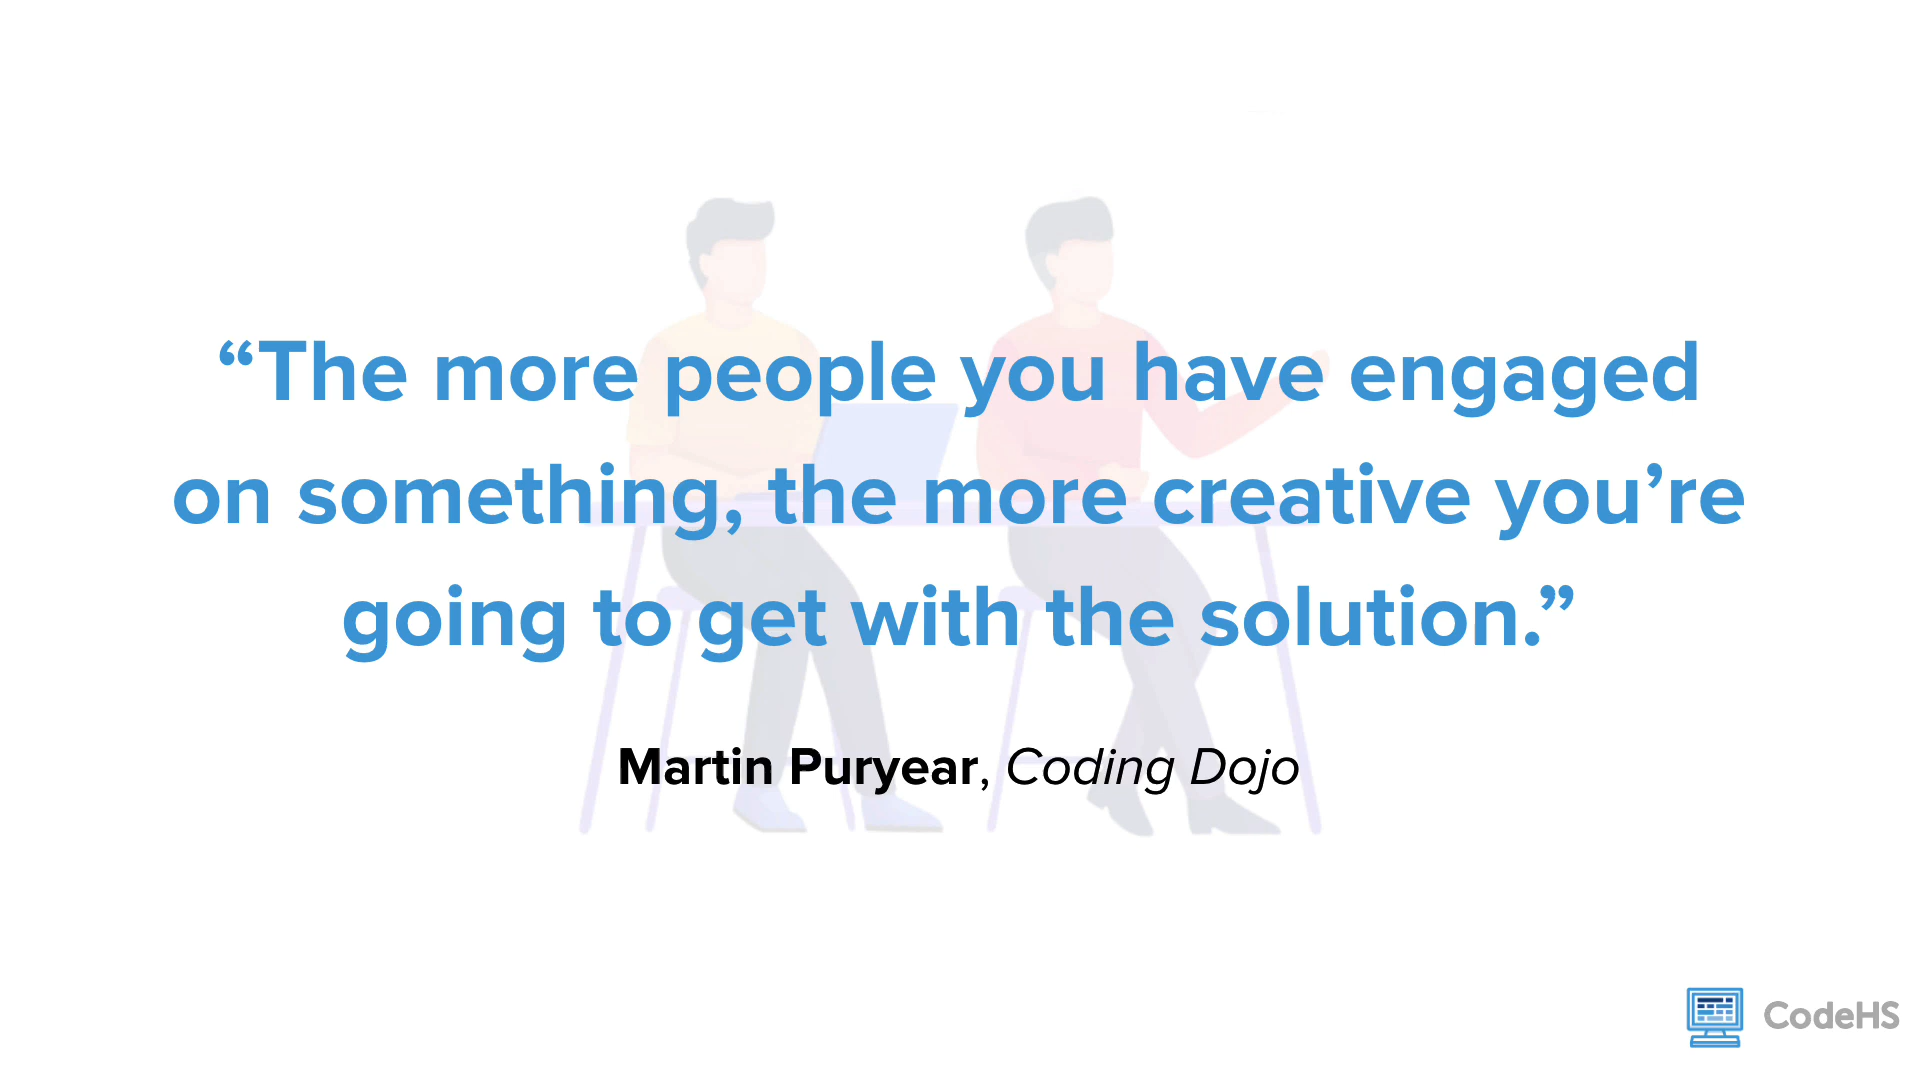 “The more people you have engaged
on something, the more creative you’re
going to get with the solution.”
Martin Puryear, Coding Dojo
CodeHS